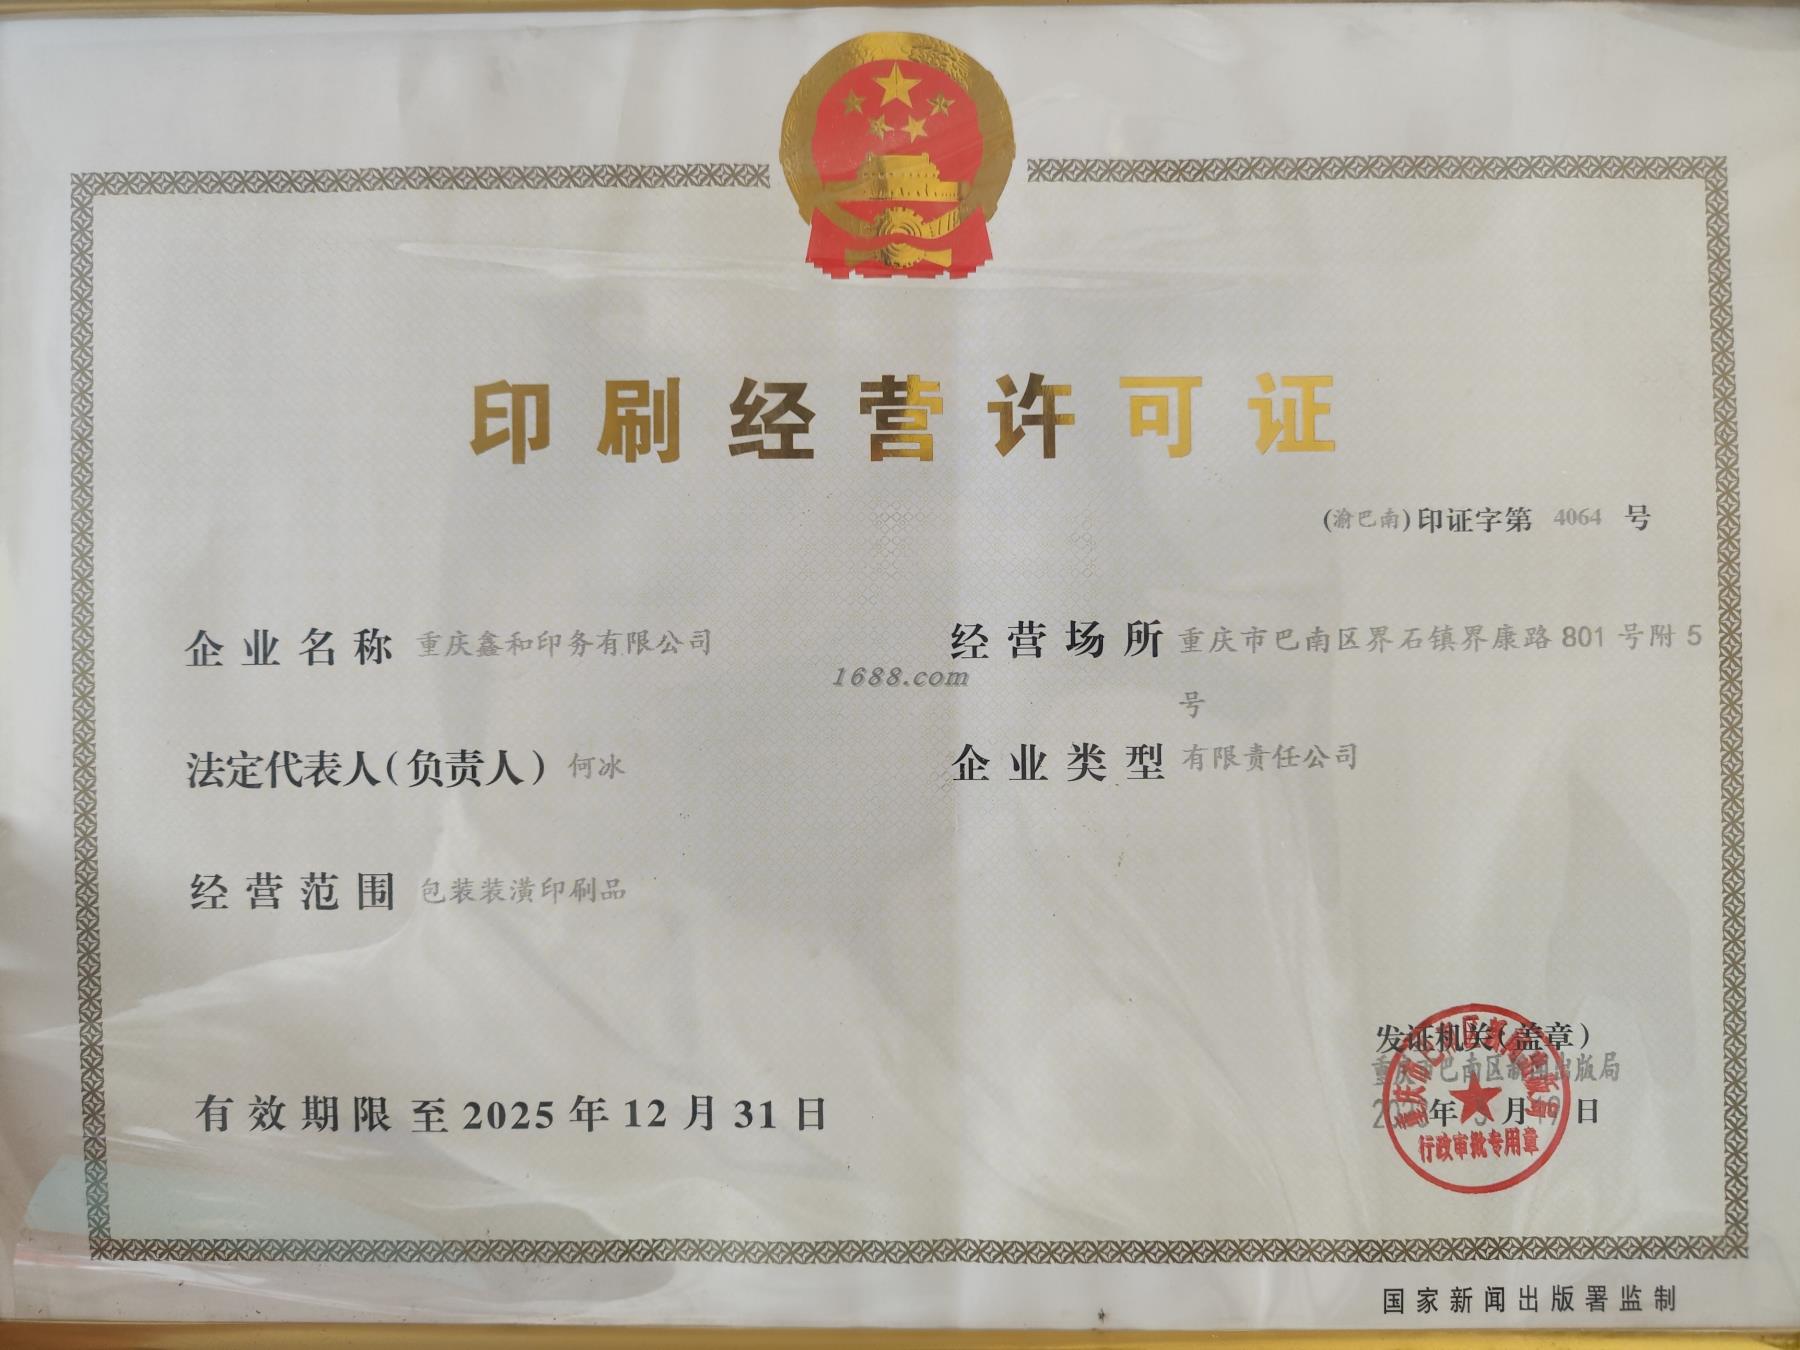 印刷经营许可证
(渝巴南)印证字第 4064 号
企业名称 重庆鑫和印务有限公司
经营场所 重庆市巴南区界石镇界康路 801 号附 5
号
1688.com
法定代表人(负责人) 何冰
企业类型 有限责任公司
经营范围 包装装潢印刷品
发证机关(盖章)
重庆市巴南区新闻出版局
有效期限至 2025 年 12 月 31 日
年 月 日
行政审批专用章
国家新闻出版署监制